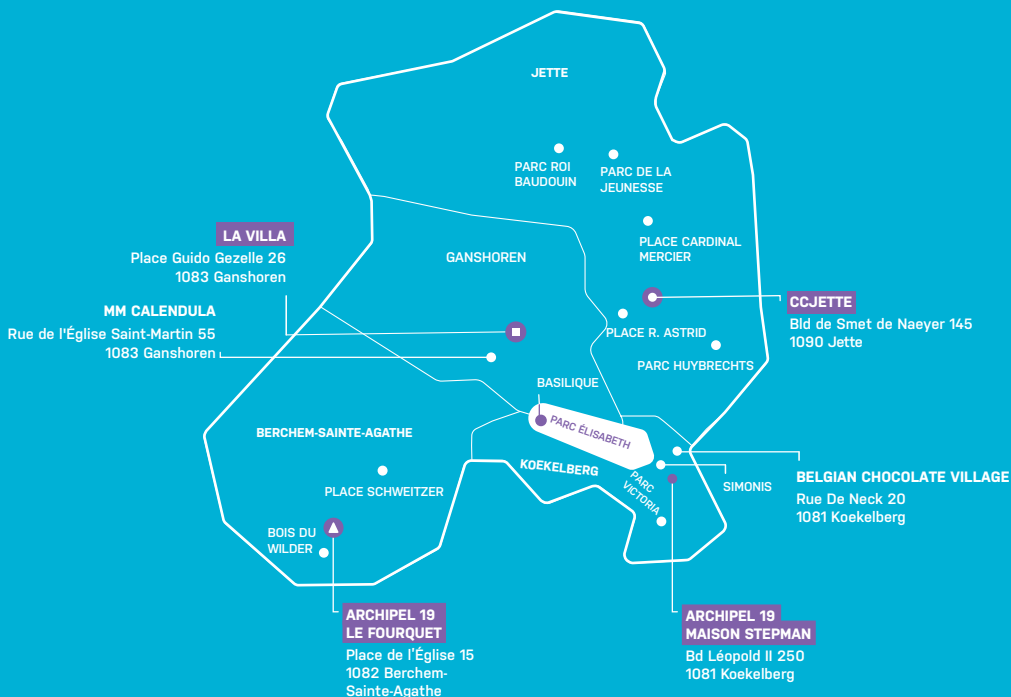 JETTE
PARC ROI
BAUDOUIN
PARC DE LA
JEUNESSE
PLACE CARDINAL
MERCIER
LA VILLA
Place Guido Gezelle 26
1083 Ganshoren
GANSHOREN
MM CALENDULA
Rue de l'Église Saint-Martin 55
1083 Ganshoren
CCJETTE
Bld de Smet de Naeyer 145
1090 Jette
PLACE R. ASTRID
PARC HUYBRECHTS
BASILIQUE
PARC ÉLISABETH
BERCHEM-SAINTE-AGATHE
KOEKELBERG
PARC
VICTORIA
SIMONIS
BELGIAN CHOCOLATE VILLAGE
Rue De Neck 20
1081 Koekelberg
PLACE SCHWEITZER
BOIS DU
WILDER
ARCHIPEL 19
LE FOURQUET
Place de l'Église 15
1082 Berchem-
Sainte-Agathe
ARCHIPEL 19
MAISON STEPMAN
Bd Léopold II 250
1081 Koekelberg